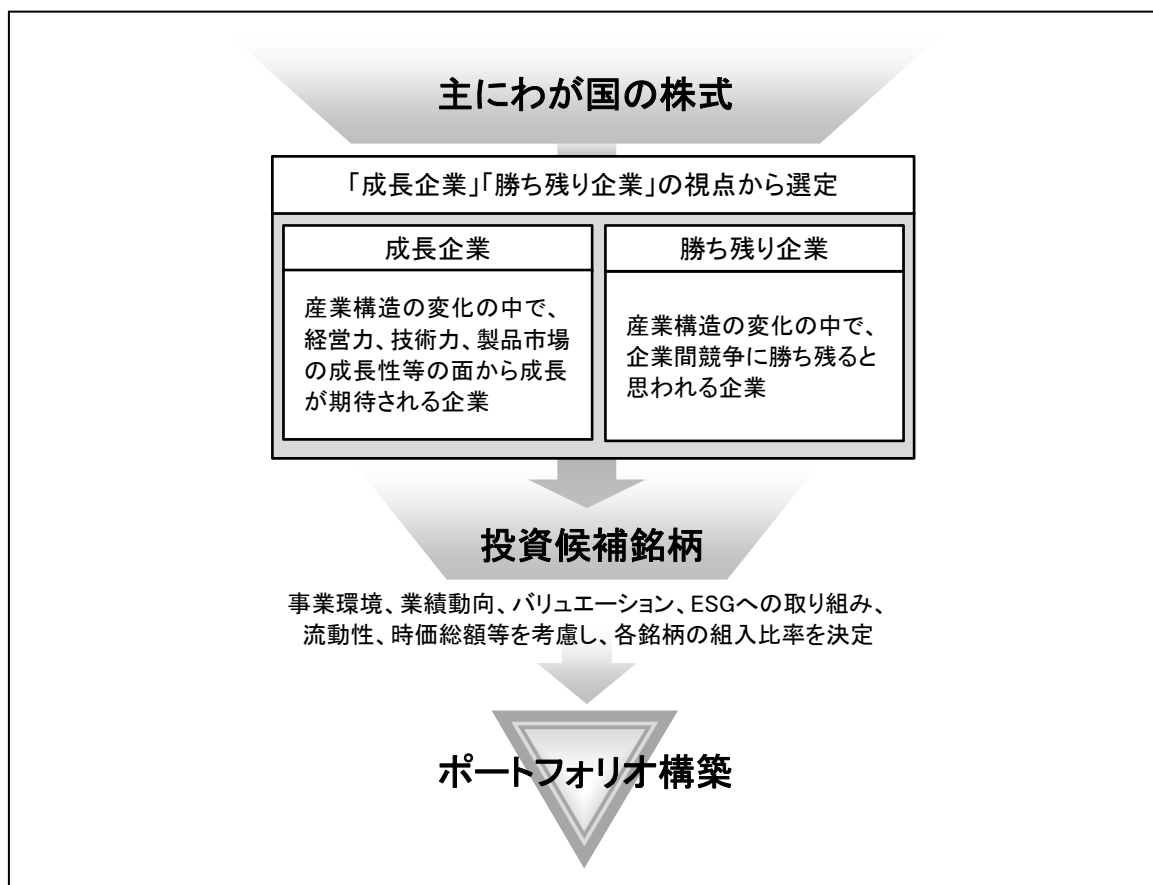 主にわが国の株式
「成長企業」「勝ち残り企業」の視点から選定
成長企業
産業構造の変化の中で、
経営力、技術力、製品市場
の成長性等の面から成長
が期待される企業
勝ち残り企業
産業構造の変化の中で、
企業間競争に勝ち残ると
思われる企業
投資候補銘柄
事業環境、業績動向、バリュエーション、ESGへの取り組み、
流動性、時価総額等を考慮し、各銘柄の組入比率を決定
ポートフォリオ構築